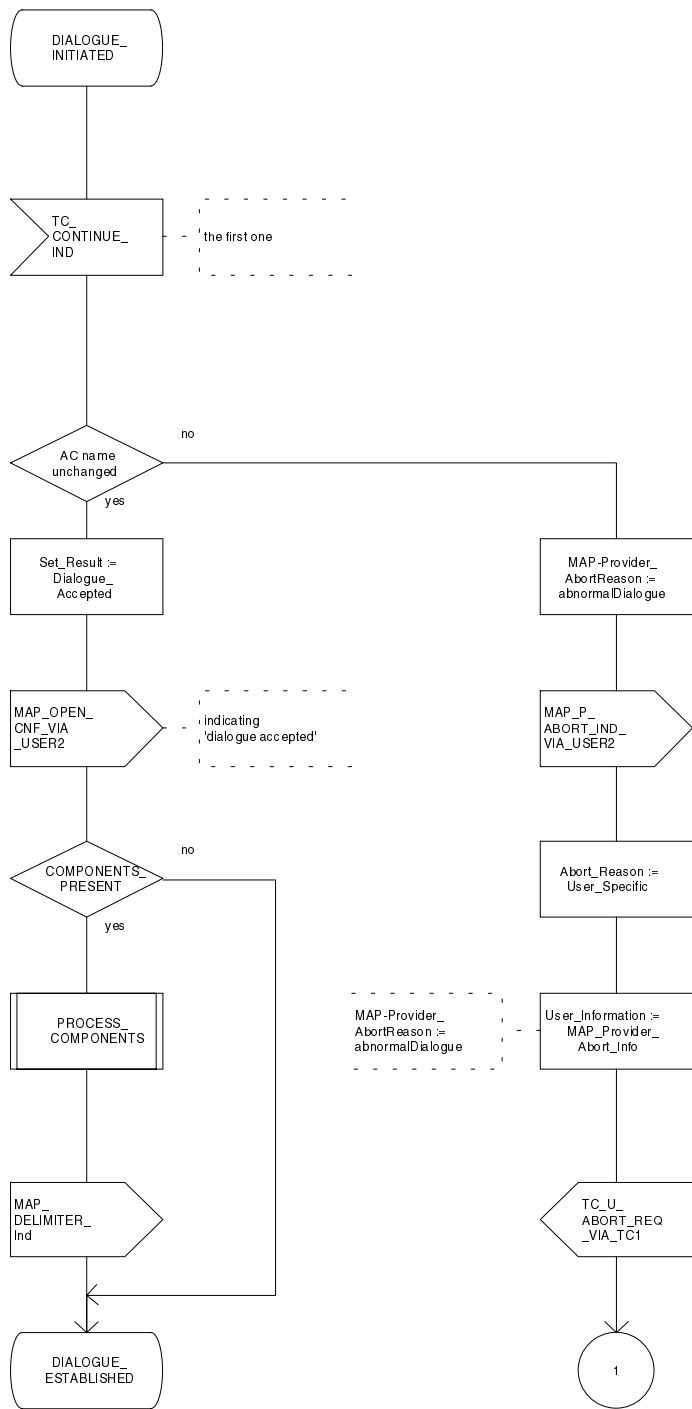 DIALOGUE_
INITIATED
TC_
CONTINUE_
IND
the first one
no
AC name
unchanged
yes
Set_Result :=
Dialogue_
Accepted
MAP-Provider_
AbortReason :=
abnormalDialogue
MAP_OPEN_
CNF_VIA
_USER2
indicating
'dialogue accepted'
MAP_P_
ABORT_IND_
VIA_USER2
no
COMPONENTS_
PRESENT
yes
Abort_Reason :=
User_Specific
PROCESS_
COMPONENTS
MAP-Provider_
AbortReason :=
abnormalDialogue
User_Information :=
MAP_Provider_
Abort_Info
MAP_
DELIMITER_
Ind
TC_U_
ABORT_REQ
_VIA_TC1
DIALOGUE_
ESTABLISHED
1